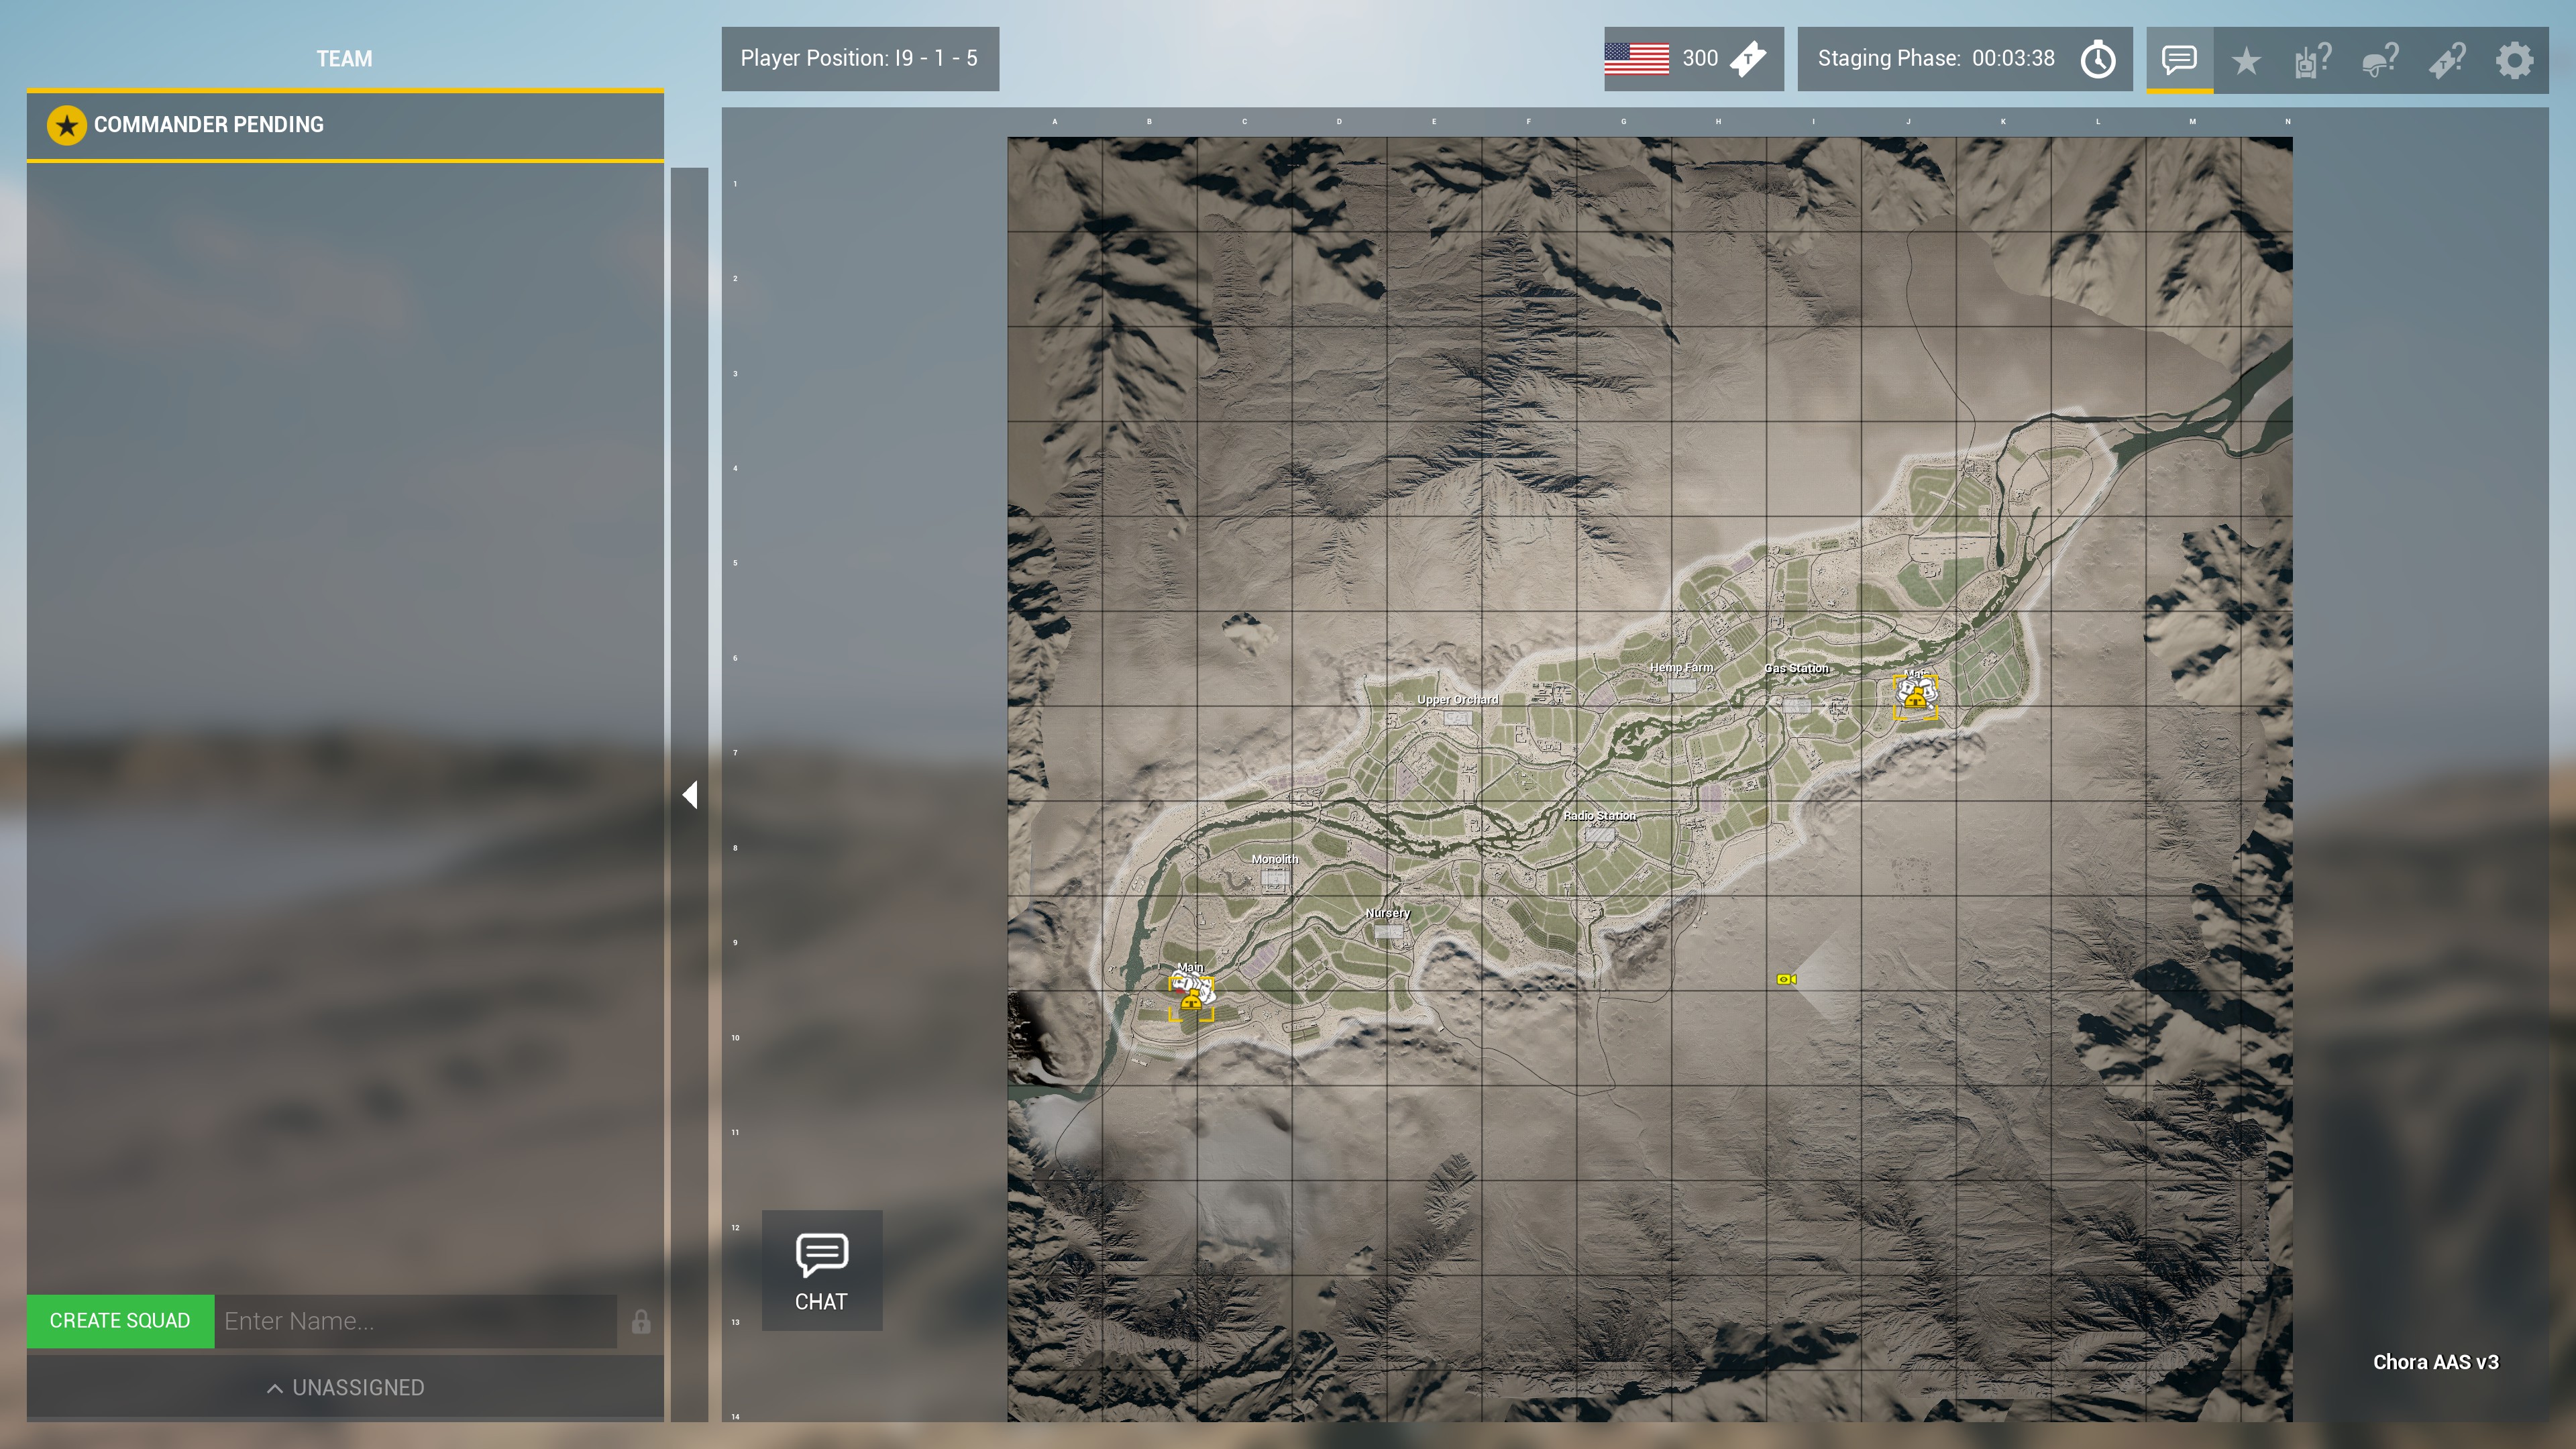 TEAM
Player Position: I9 - 1 - 5
300
T
Staging Phase: 00:03:38
? ? ?
COMMANDER PENDING
A B C D E F G H I J K L M N
1
2
3
4
5
6
7
8
9
10
11
12
13
14
Hemp Farm
Gas Station
Main
Upper Orchard
Radio Station
Monolith
Nursery
Main
CHAT
CREATE SQUAD
Enter Name...
UNASSIGNED
Chora AAS v3